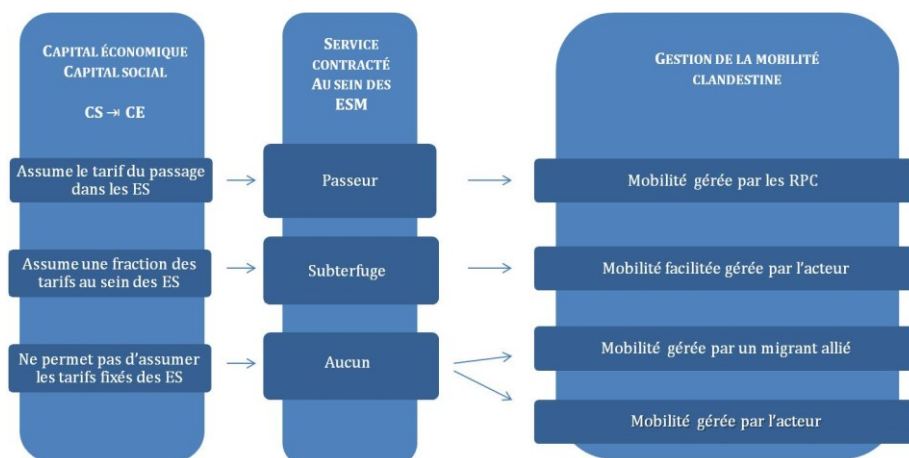 CAPITAL ÉCONOMIQUE
CAPITAL SOCIAL
CS ⇥ CE
Assume le tarif du passage
dans les ES
Assume une fraction des
tarifs au sein des ES
Ne permet pas d'assumer
les tarifs fixés des ES
SERVICE
CONTRACTÉ
AU SEIN DES
ESM
Passeur
Subterfuge
Aucun
GESTION DE LA MOBILITÉ
CLANDESTINE
Mobilité gérée par les RPC
Mobilité facilitée gérée par l'acteur
Mobilité gérée par un migrant allié
Mobilité gérée par l'acteur